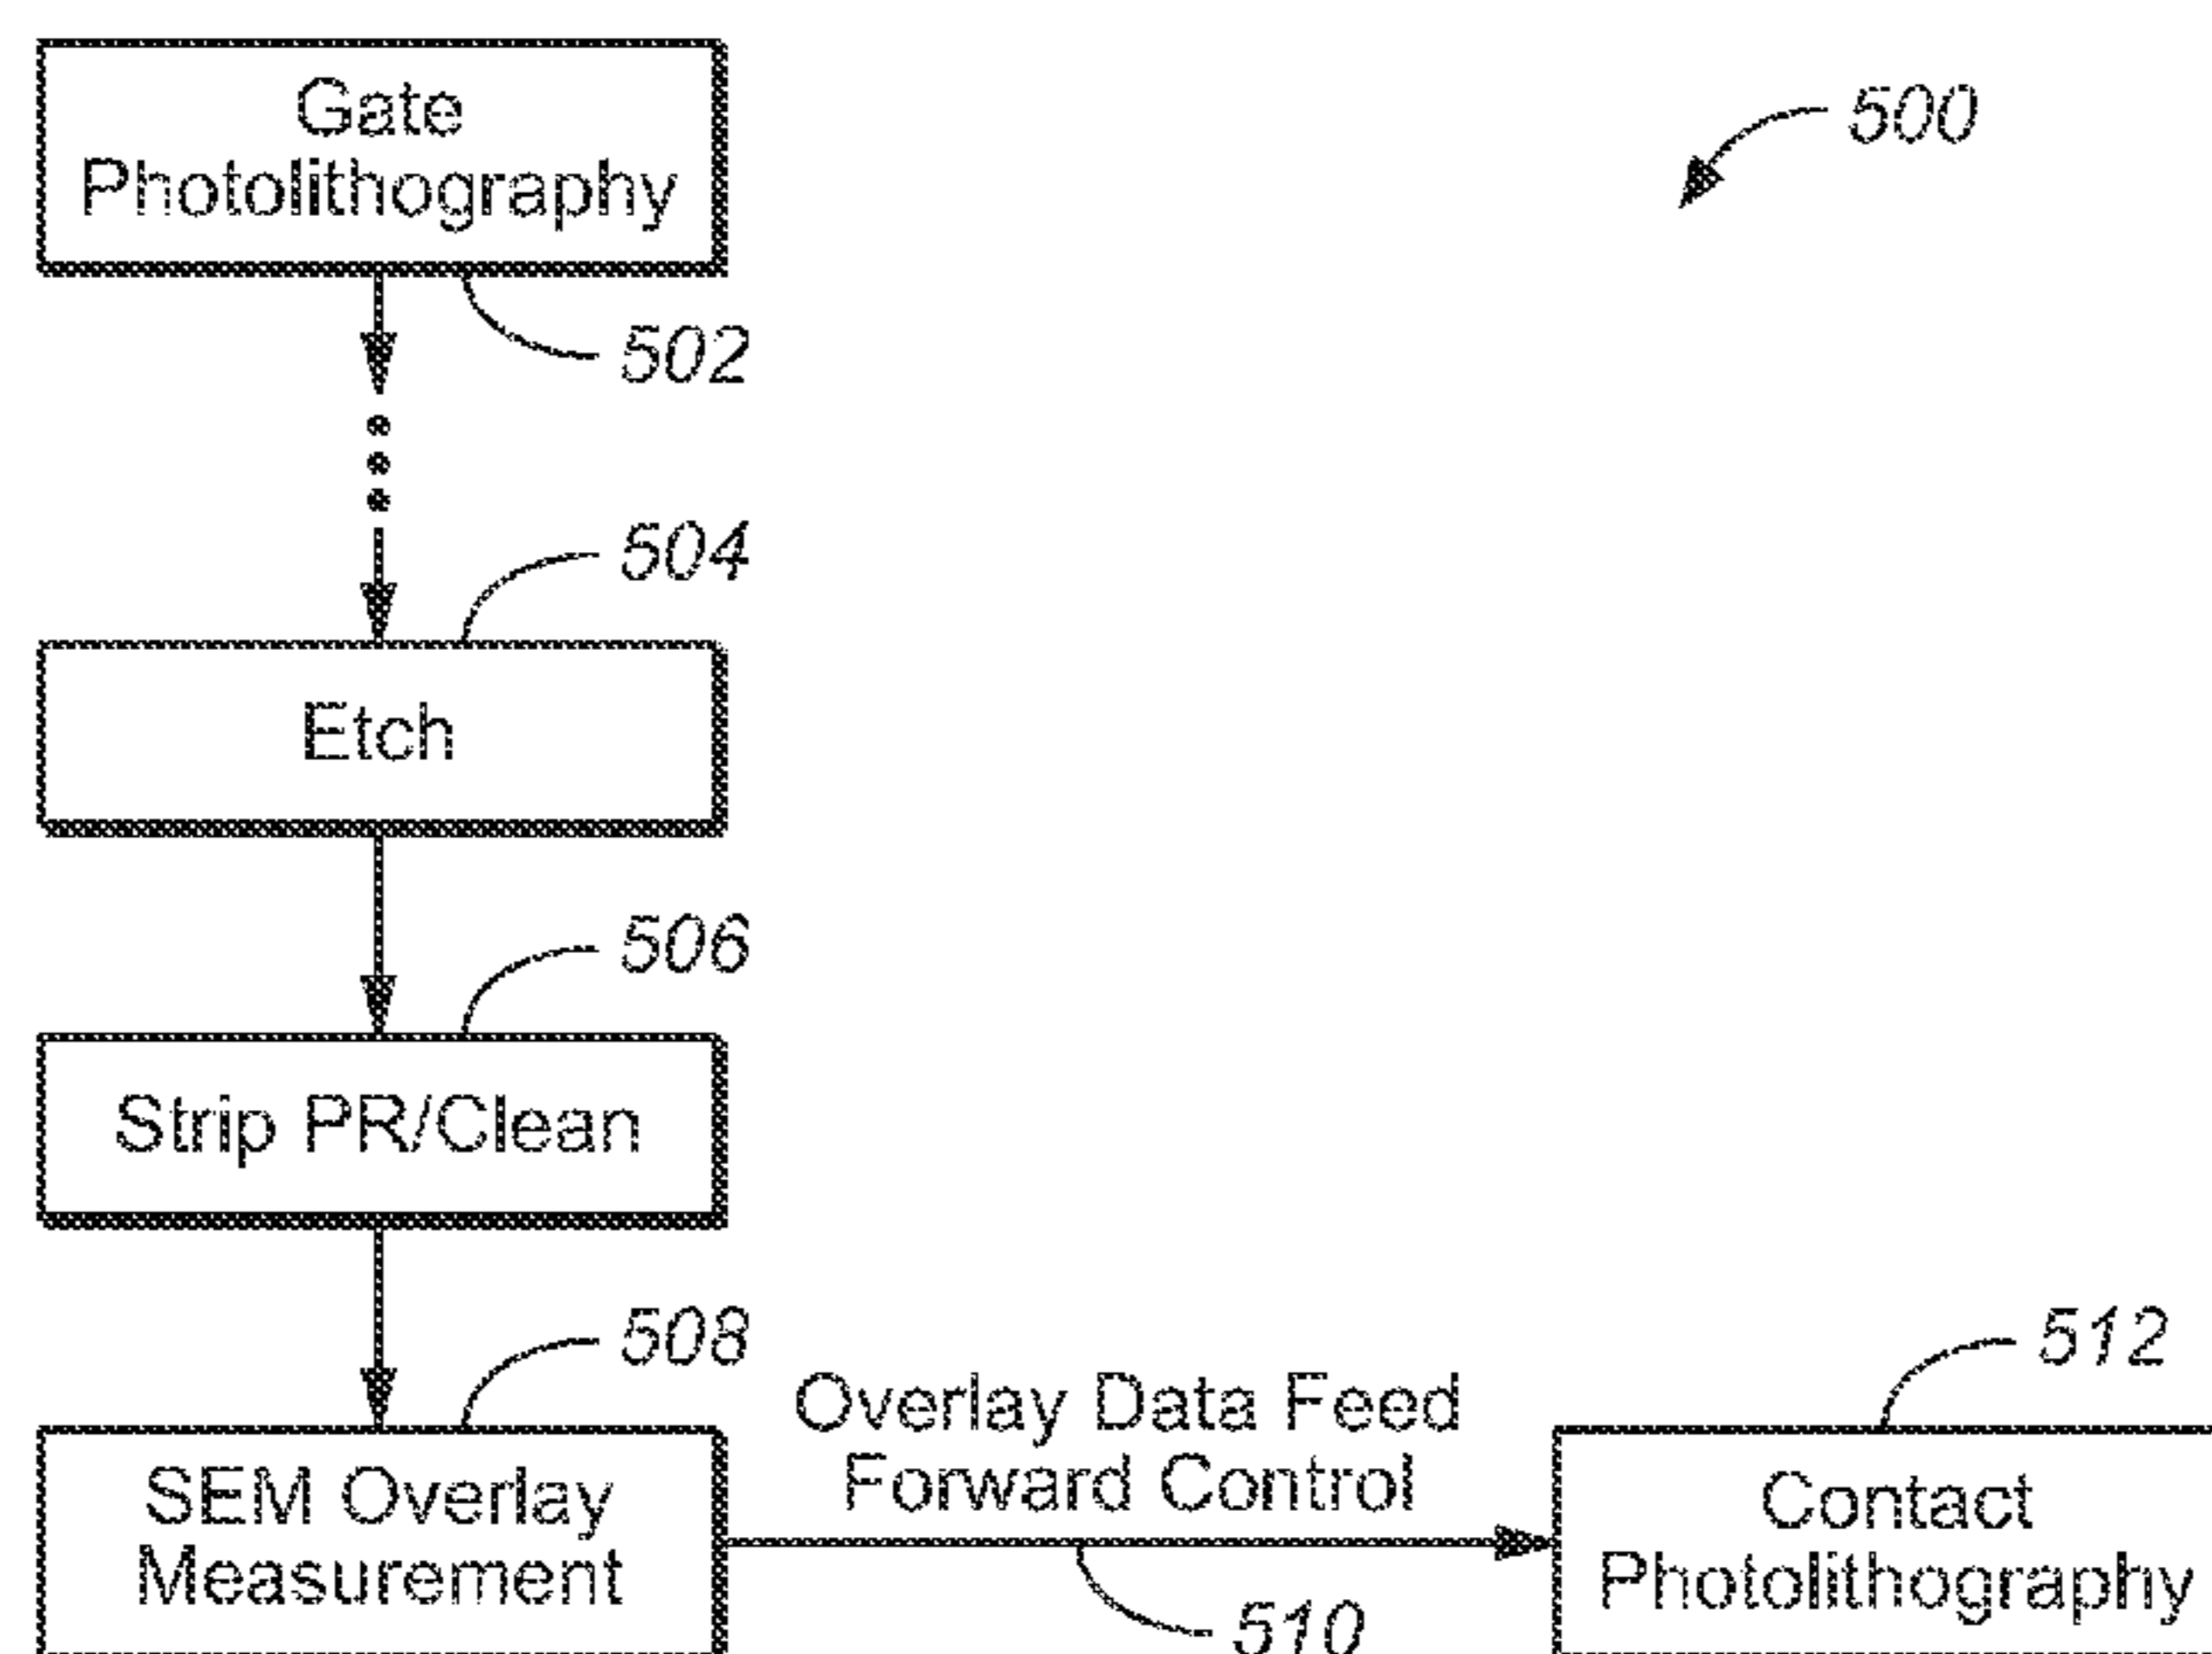 Gate
Photolithography
500
502
504
Etch
506
Strip PR/Clean
508
SEM Overlay
Measurement
Overlay Data Feed
Forward Control
510
512
Contact
Photolithography